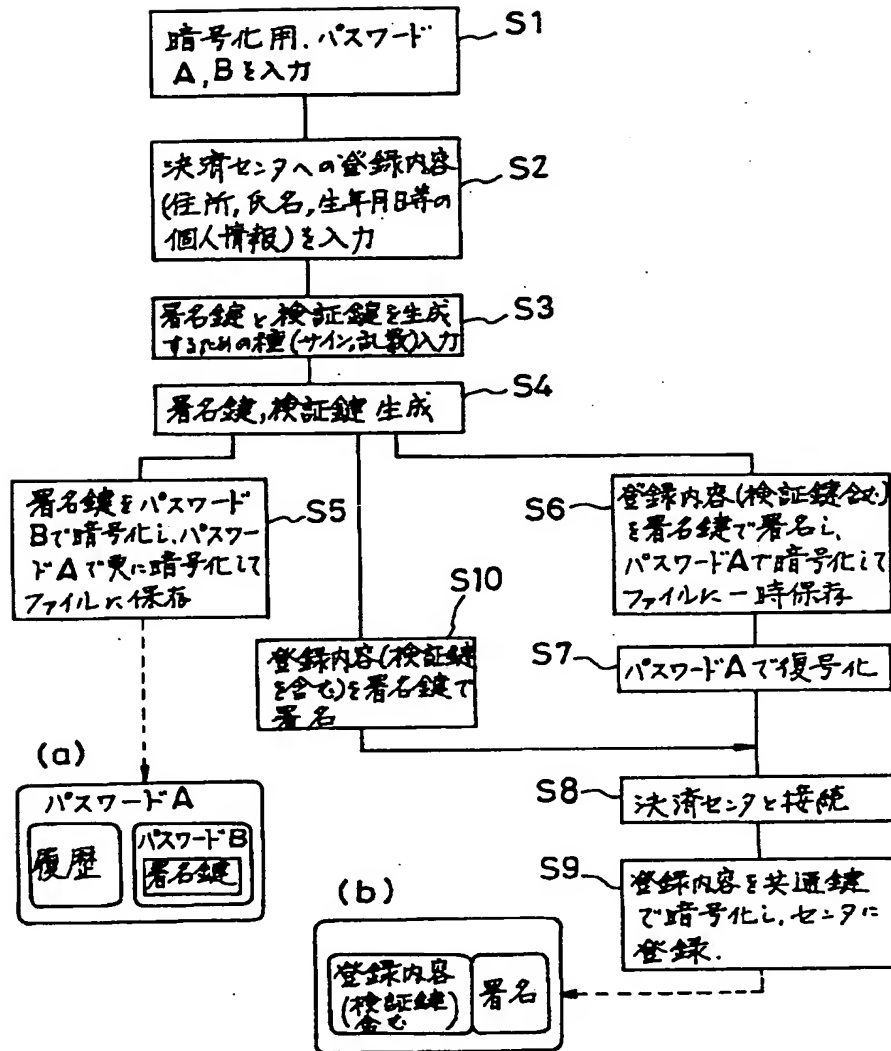 暗号化用、パスワード
A, Bを入力
S1
決済センタへの登録内容
(住所, 氏名, 生年月日等の
個人情報)を入力
S2
署名鍵と検証鍵を生成
するための種(サイン,乱数)入力
S3
署名鍵, 検証鍵 生成
S4
署名鍵をパスワード
Bで暗号化し、パスワー
ドAで更に暗号化して
ファイルに保存
S5
登録内容(検証鍵含む)
を署名鍵で署名し、
パスワードAで暗号化して
ファイルに一時保存
S6
S10
登録内容(検証鍵
を含む)を署名鍵で
署名
S7
パスワードAで復号化
(a)
パスワードA
履歴
パスワードB
署名鍵
S8
決済センタと接続
S9
登録内容を共通鍵
で暗号化し、センタに
登録.
(b)
登録内容
(検証鍵
含む)
署名